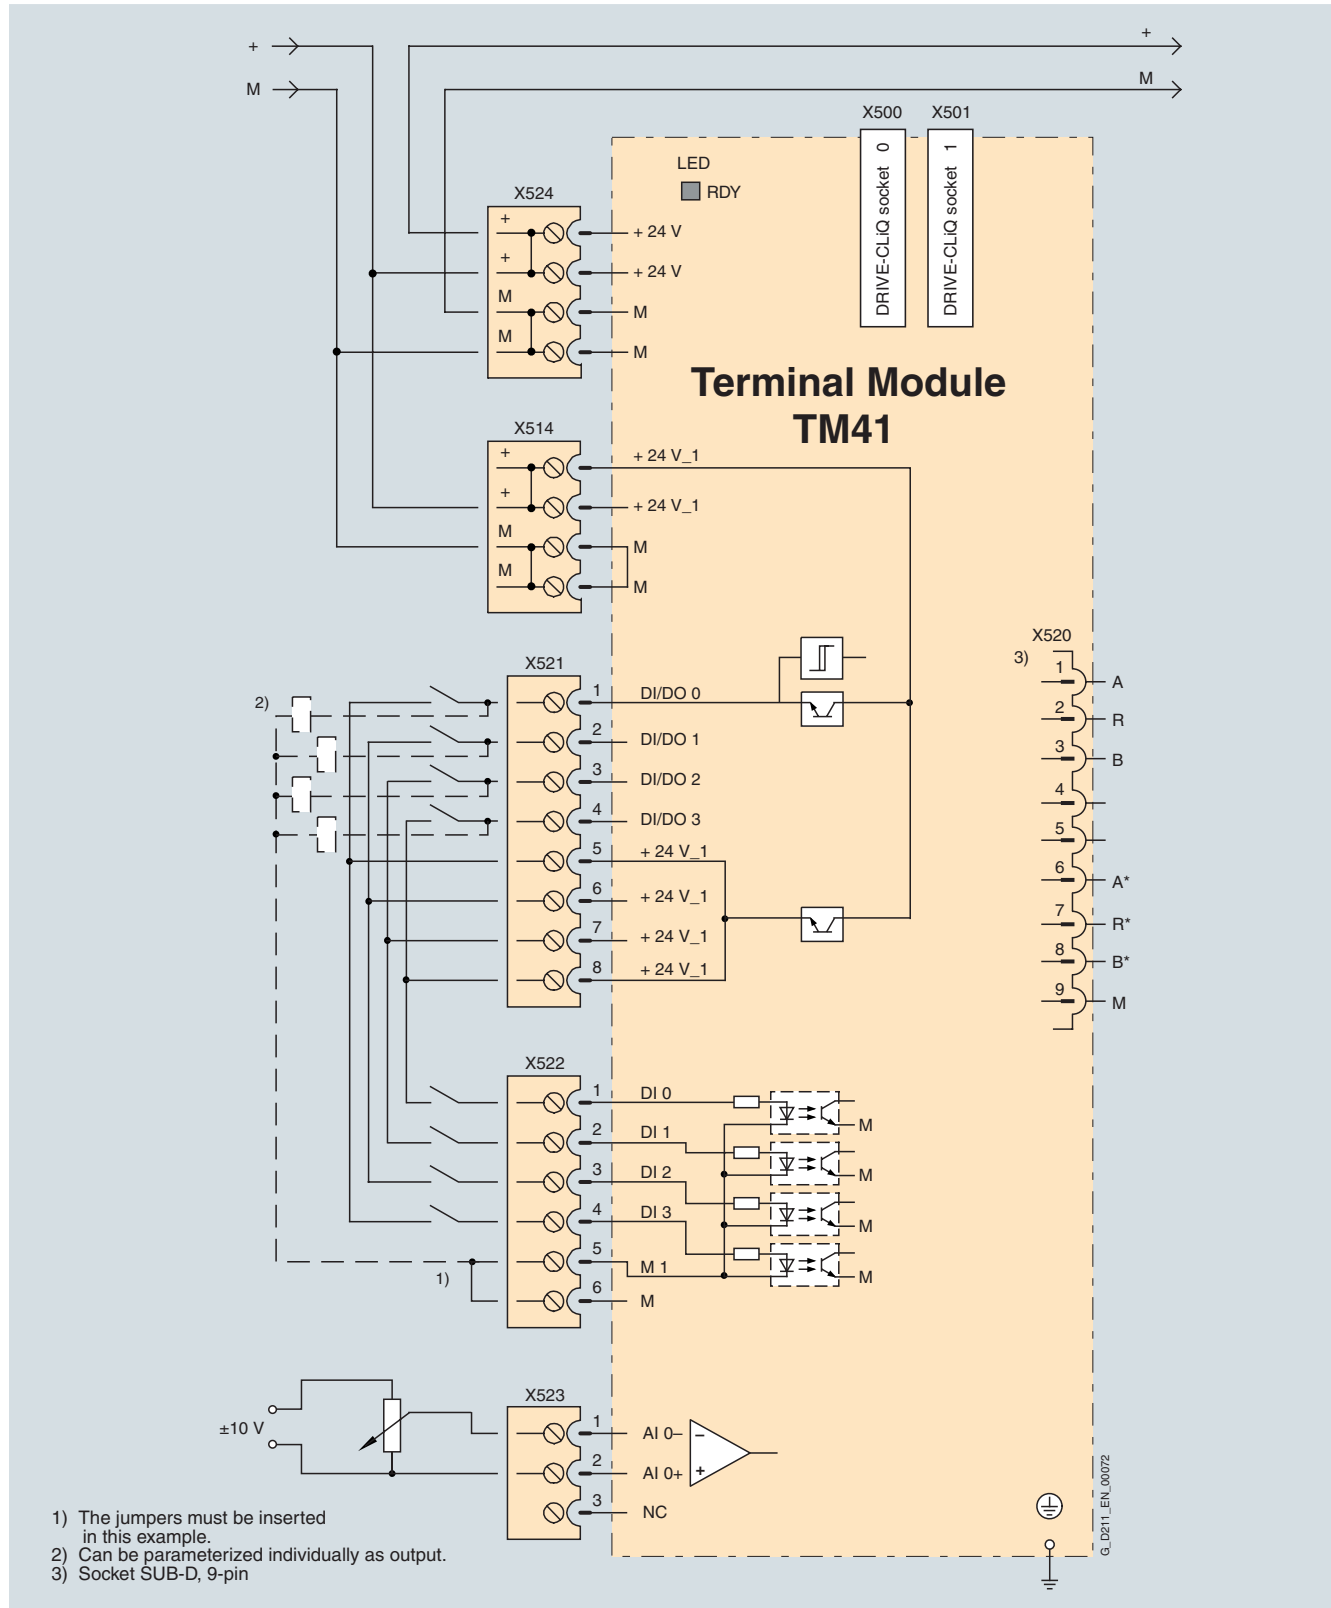 +
+
M
M
X500
X501
DRIVE-CLiQ socket 0
DRIVE-CLiQ socket 1
LED
RDY
X524
+
+ 24 V
+
+ 24 V
M
M
M
M
Terminal Module
TM41
X514
+
+ 24 V_1
+
+ 24 V_1
M
M
M
M
X521
2)
1
DI/DO 0
2
DI/DO 1
3
DI/DO 2
4
DI/DO 3
5
+ 24 V_1
6
+ 24 V_1
7
+ 24 V_1
8
+ 24 V_1
X520
3)
1
A
2
R
3
B
4
5
6
A*
7
R*
8
B*
9
M
X522
1
DI 0
M
2
DI 1
M
3
DI 2
M
4
DI 3
M
5
M 1
1)
6
M
X523
±10 V
1
AI 0–
–
2
AI 0+
+
3
NC
G_D211_EN_00072
1) The jumpers must be inserted
in this example.
2) Can be parameterized individually as output.
3) Socket SUB-D, 9-pin